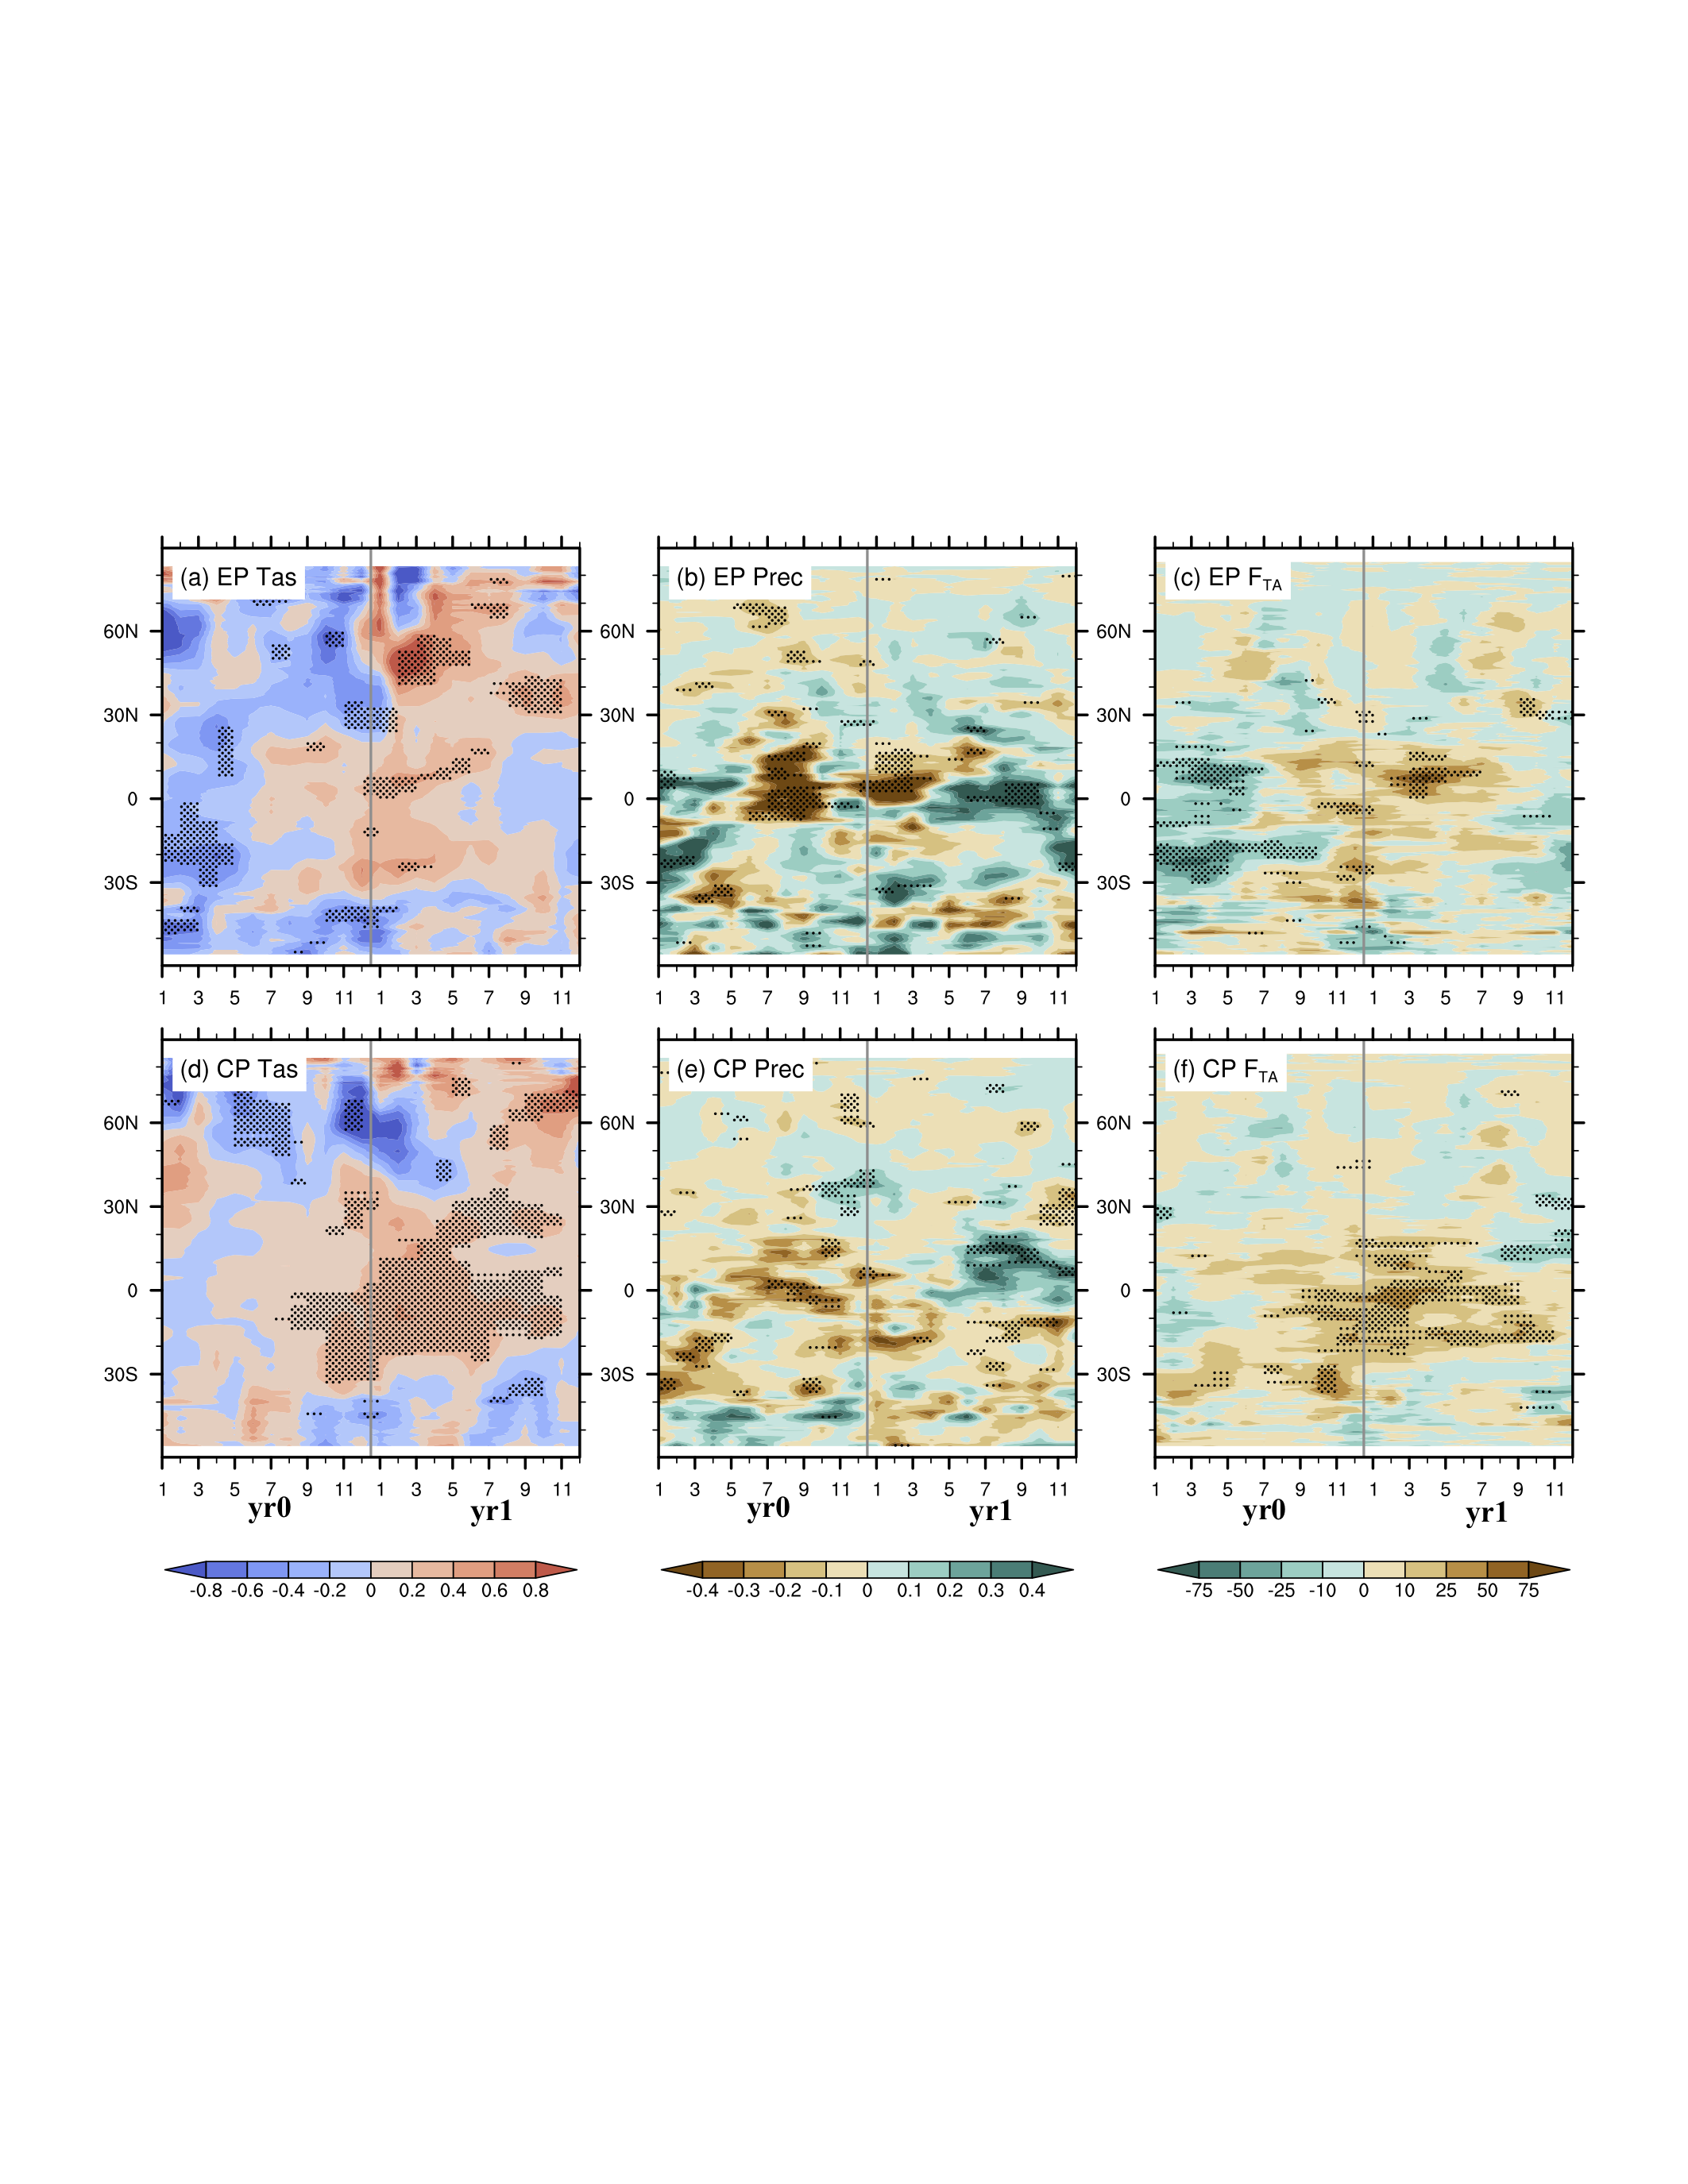 (a) EP Tas (b) EP Prec (c) EP FTA
60N 60N 60N
30N 30N 30N
0 0 0
30S 30S 30S
1 3 5 7 9 11 1 3 5 7 9 11 1 3 5 7 9 11 1 3 5 7 9 11 1 3 5 7 9 11 1 3 5 7 9 11
(d) CP Tas (e) CP Prec (f) CP FTA
60N 60N 60N
30N 30N 30N
0 0 0
30S 30S 30S
1 3 5 7 9 11 1 3 5 7 9 11 1 3 5 7 9 11 1 3 5 7 9 11 1 3 5 7 9 11 1 3 5 7 9 11
yr0 yr1 yr0 yr1 yr0 yr1
-0.8 -0.6 -0.4 -0.2 0 0.2 0.4 0.6 0.8 -0.4 -0.3 -0.2 -0.1 0 0.1 0.2 0.3 0.4 -75 -50 -25 -10 0 10 25 50 75